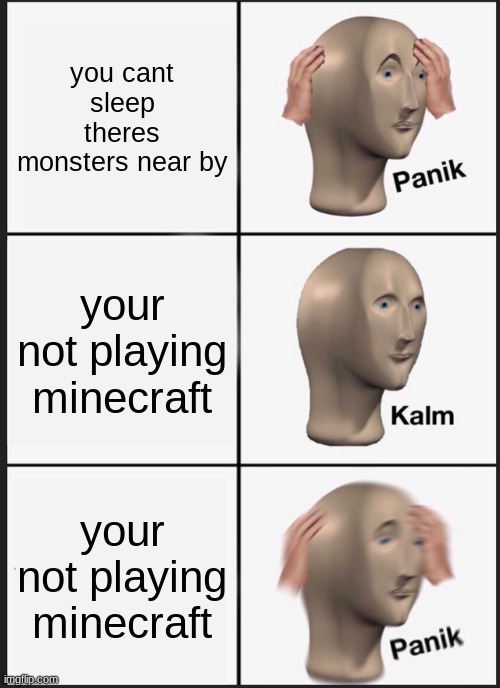 you cant
sleep
theres
monsters near by
Panik
your
not playing
minecraft
Kalm
your
not playing
minecraft
Panik
imgflip.com